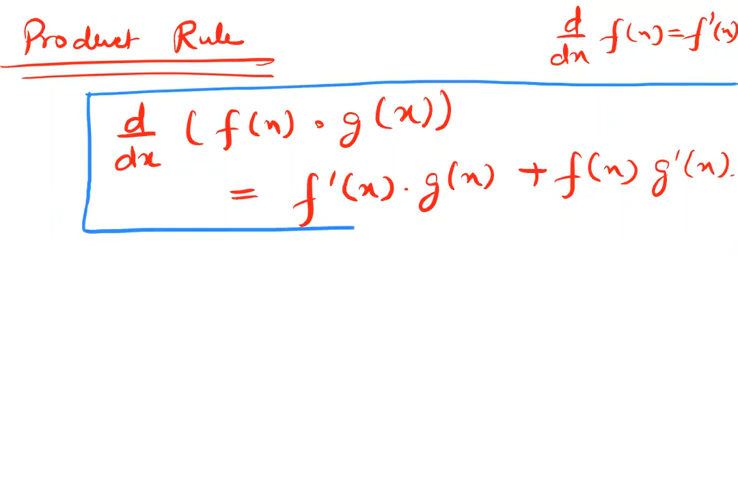 Product Rule
d/dx f(x)=f'(x)
d/dx (f(x) · g(x))
= f'(x) · g(x) + f(x) g'(x).